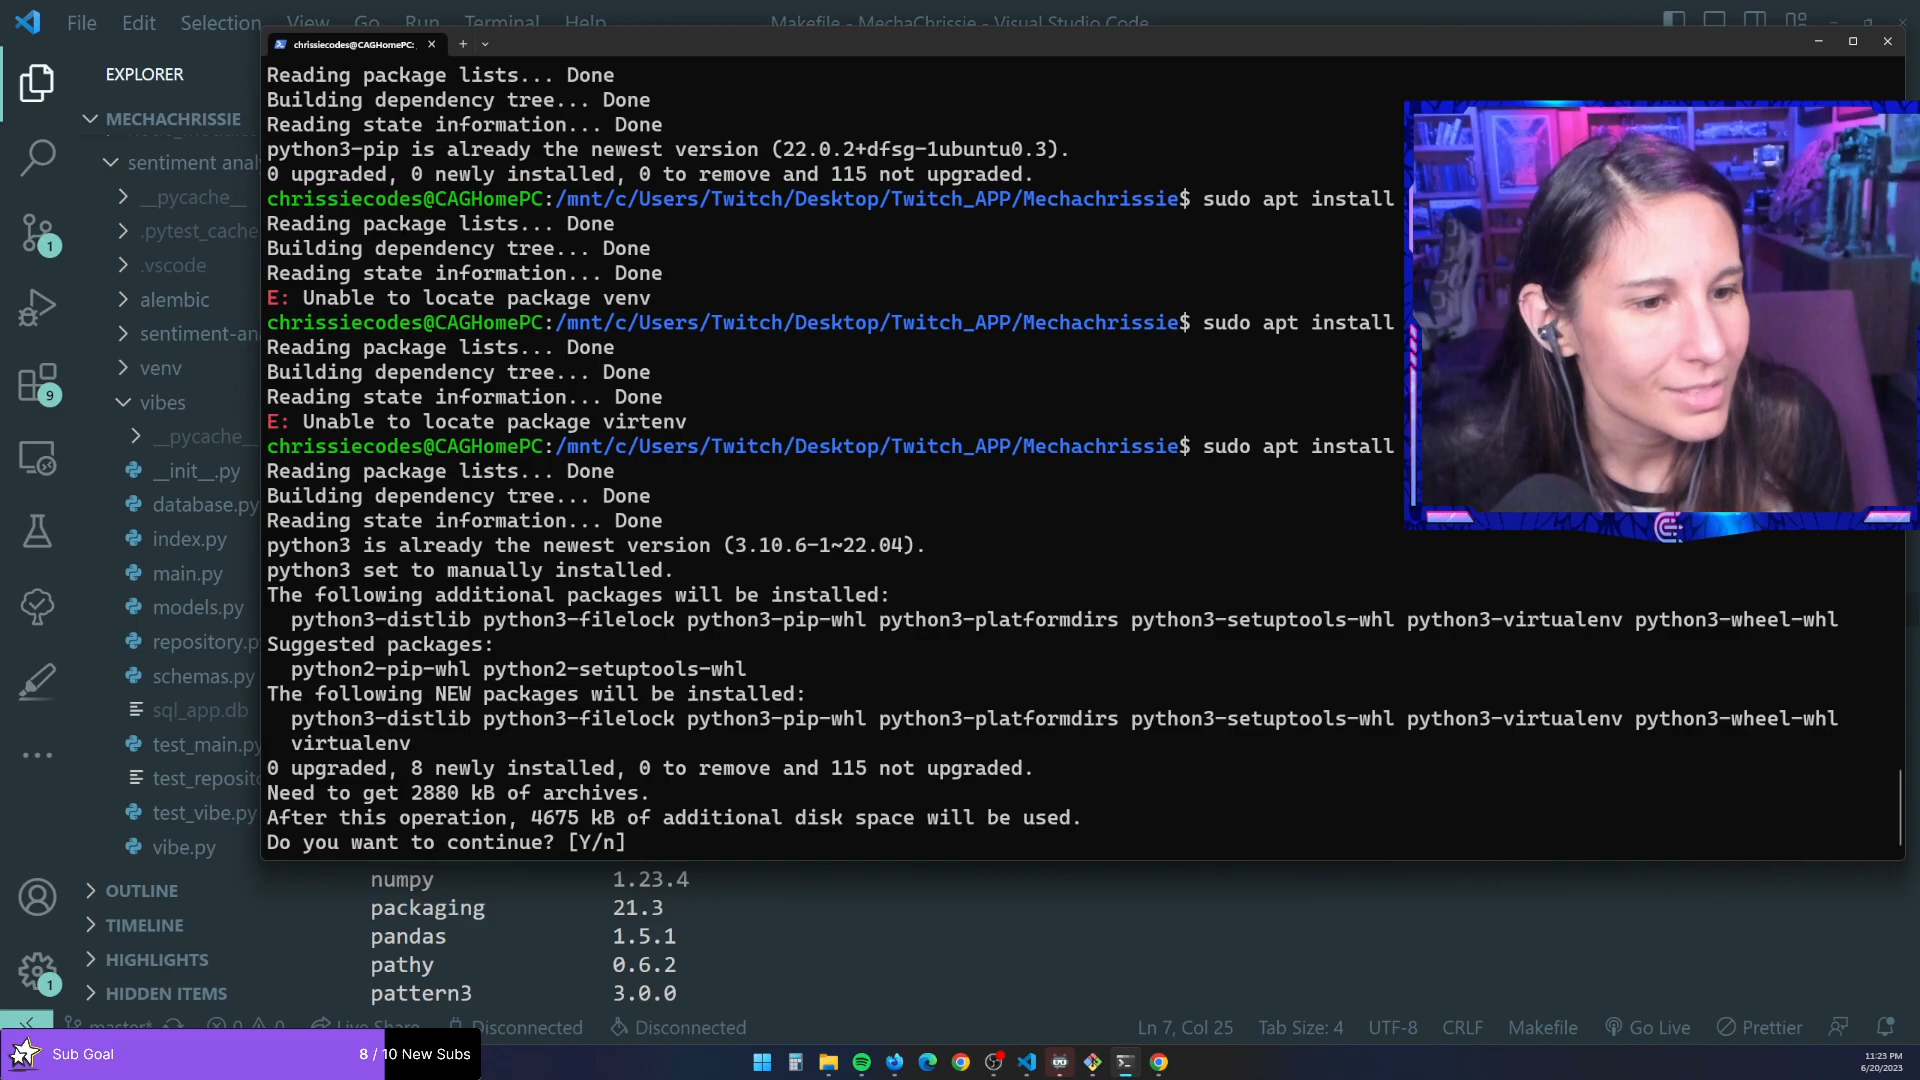 File Edit Selection View Go Run Terminal Help
Makefile - MechaChrissie - Visual Studio Code
chrissiecodes@CAGHomePC:
EXPLORER
MECHACHRISSIE
sentiment analy
__pycache__
.pytest_cache
.vscode
alembic
sentiment-ana
venv
vibes
__pycache__
__init__.py
database.py
index.py
main.py
models.py
repository.p
schemas.py
sql_app.db
test_main.py
test_reposito
test_vibe.py
vibe.py
OUTLINE
TIMELINE
HIGHLIGHTS
HIDDEN ITEMS
1
9
1
Reading package lists... Done
Building dependency tree... Done
Reading state information... Done
python3-pip is already the newest version (22.0.2+dfsg-1ubuntu0.3).
0 upgraded, 0 newly installed, 0 to remove and 115 not upgraded.
chrissiecodes@CAGHomePC:/mnt/c/Users/Twitch/Desktop/Twitch_APP/Mechachrissie$ sudo apt install
Reading package lists... Done
Building dependency tree... Done
Reading state information... Done
E: Unable to locate package venv
chrissiecodes@CAGHomePC:/mnt/c/Users/Twitch/Desktop/Twitch_APP/Mechachrissie$ sudo apt install
Reading package lists... Done
Building dependency tree... Done
Reading state information... Done
E: Unable to locate package virtenv
chrissiecodes@CAGHomePC:/mnt/c/Users/Twitch/Desktop/Twitch_APP/Mechachrissie$ sudo apt install
Reading package lists... Done
Building dependency tree... Done
Reading state information... Done
python3 is already the newest version (3.10.6-1~22.04).
python3 set to manually installed.
The following additional packages will be installed:
python3-distlib python3-filelock python3-pip-whl python3-platformdirs python3-setuptools-whl python3-virtualenv python3-wheel-whl
Suggested packages:
python2-pip-whl python2-setuptools-whl
The following NEW packages will be installed:
python3-distlib python3-filelock python3-pip-whl python3-platformdirs python3-setuptools-whl python3-virtualenv python3-wheel-whl
virtualenv
0 upgraded, 8 newly installed, 0 to remove and 115 not upgraded.
Need to get 2880 kB of archives.
After this operation, 4675 kB of additional disk space will be used.
Do you want to continue? [Y/n]
numpy 1.23.4
packaging 21.3
pandas 1.5.1
pathy 0.6.2
pattern3 3.0.0
master* 0 0 Live Share Disconnected Disconnected
Ln 7, Col 25 Tab Size: 4 UTF-8 CRLF Makefile Go Live Prettier
Sub Goal 8 / 10 New Subs
11:23 PM
6/20/2023